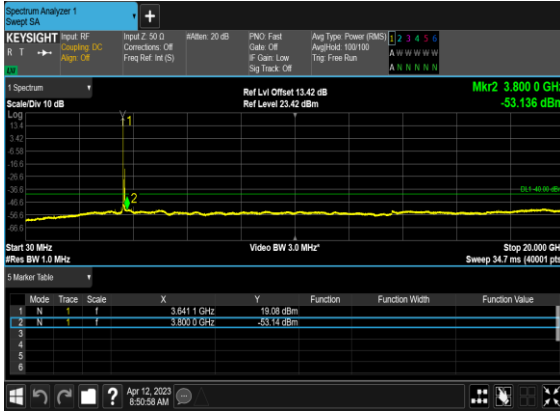 Spectrum Analyzer 1
Swept SA
+
KEYSIGHT Input: RF Input Z: 50 Ω #Atten: 20 dB PNO: Fast Avg Type: Power (RMS) 1 2 3 4 5 6
R T Coupling: DC Corrections: Off Gate: Off Avg|Hold: 100/100 A W W W W W
Align: Off Freq Ref: Int (S) IF Gain: Low Trig: Free Run
Sig Track: Off A N N N N N
1 Spectrum Ref Lvl Offset 13.42 dB Mkr2 3.800 0 GHz
Scale/Div 10 dB Ref Level 23.42 dBm -53.136 dBm
Log
1
13.4
3.42
-6.58
-16.6
-26.6
-36.6 DL1 -40.00 dBm
2
-46.6
-56.6
-66.6
Start 30 MHz Video BW 3.0 MHz* Stop 20.000 GHz
#Res BW 1.0 MHz Sweep 34.7 ms (40001 pts)
5 Marker Table
Mode Trace Scale X Y Function Function Width Function Value
1 N 1 f 3.641 1 GHz 19.08 dBm
2 N 1 f 3.800 0 GHz -53.14 dBm
3
4
5
6
? Apr 12, 2023
8:50:58 AM